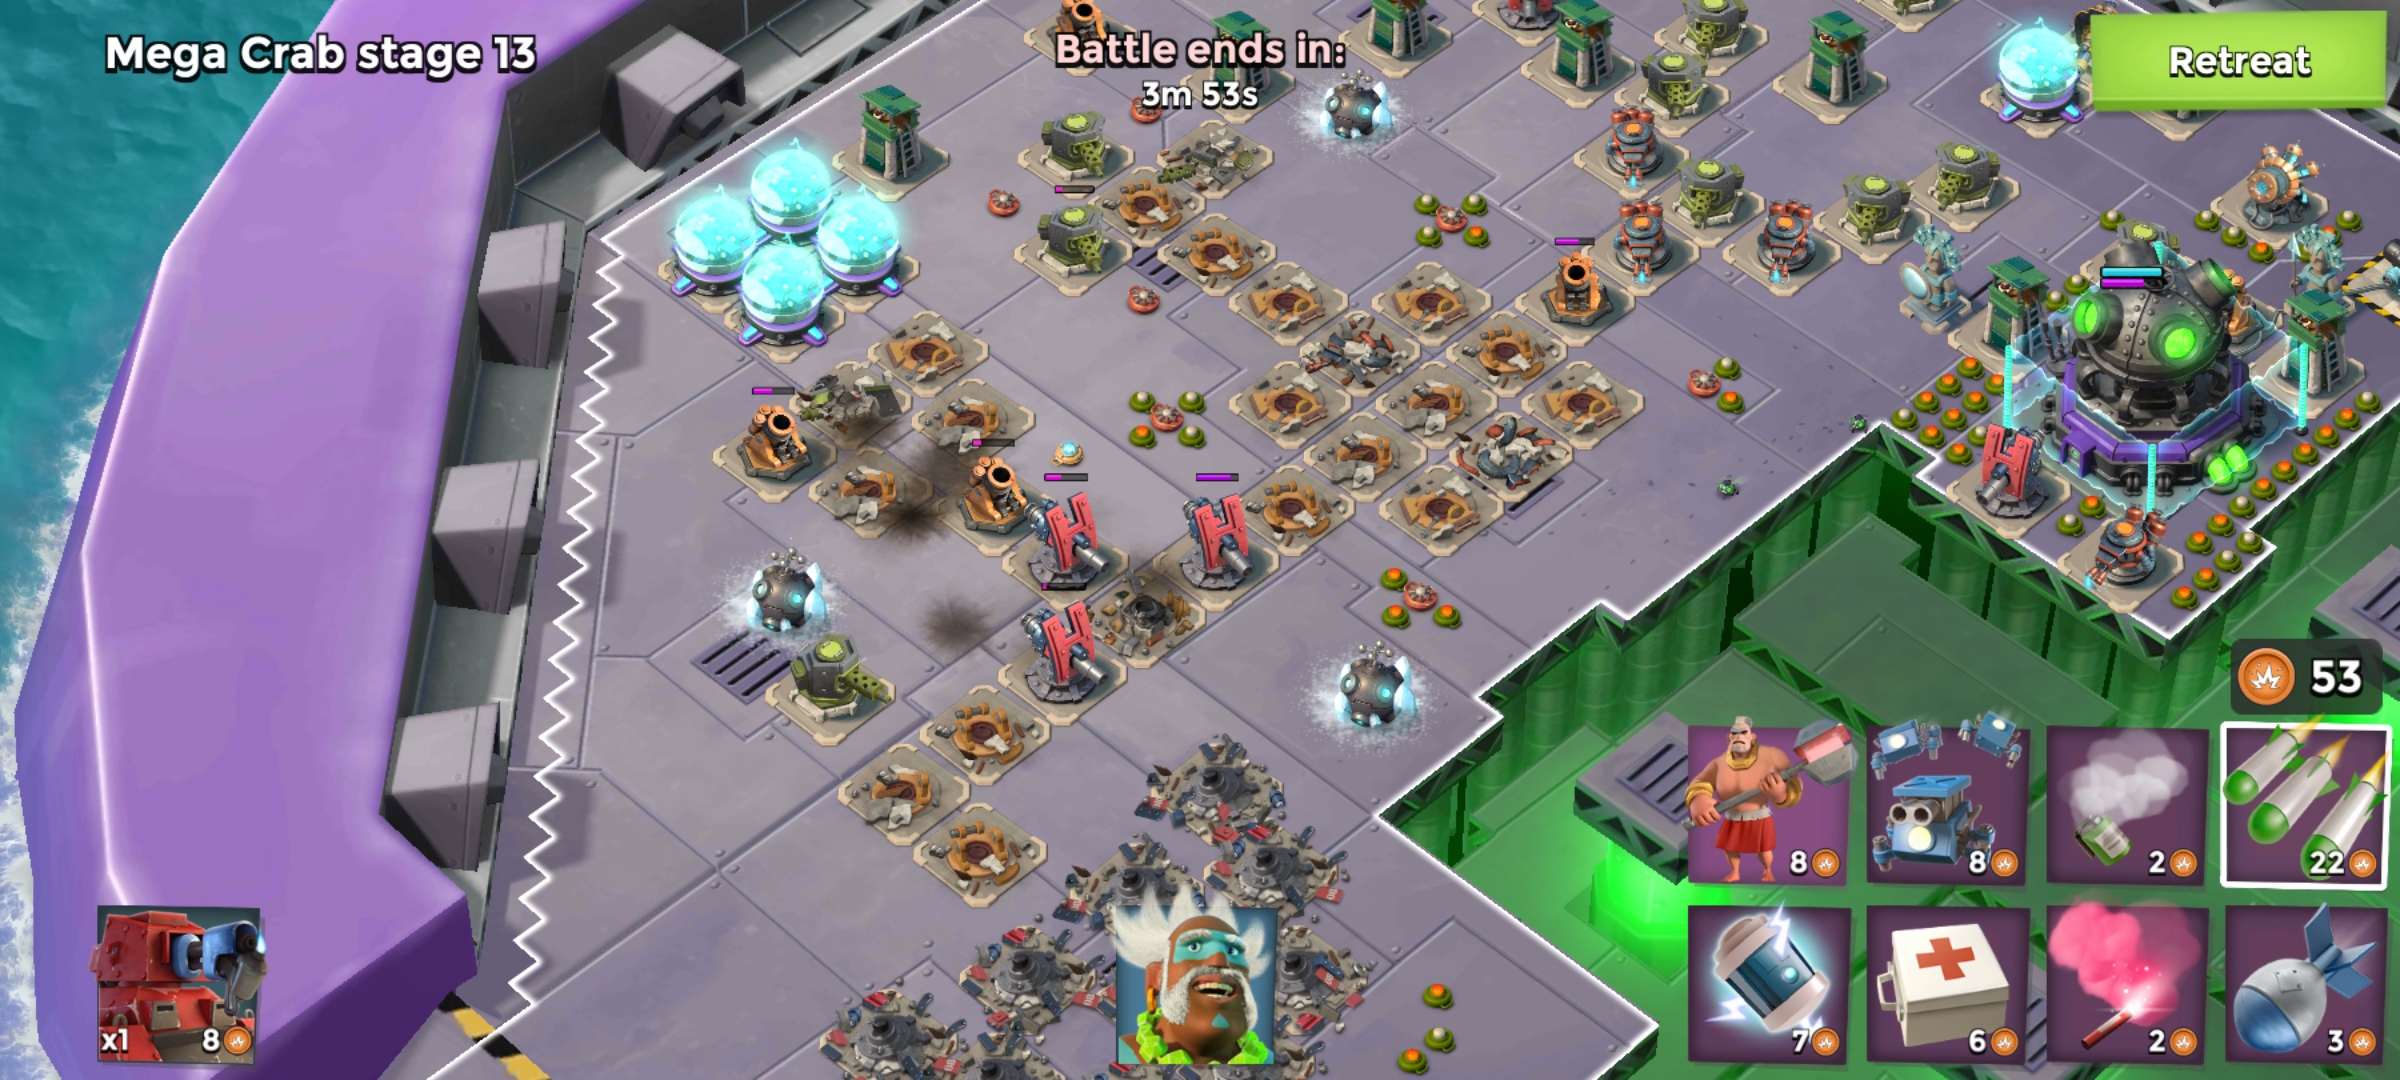 Mega Crab stage 13
Battle ends in:
3m 53s
Retreat
53
8
8
2
22
x1
8
7
6
2
3